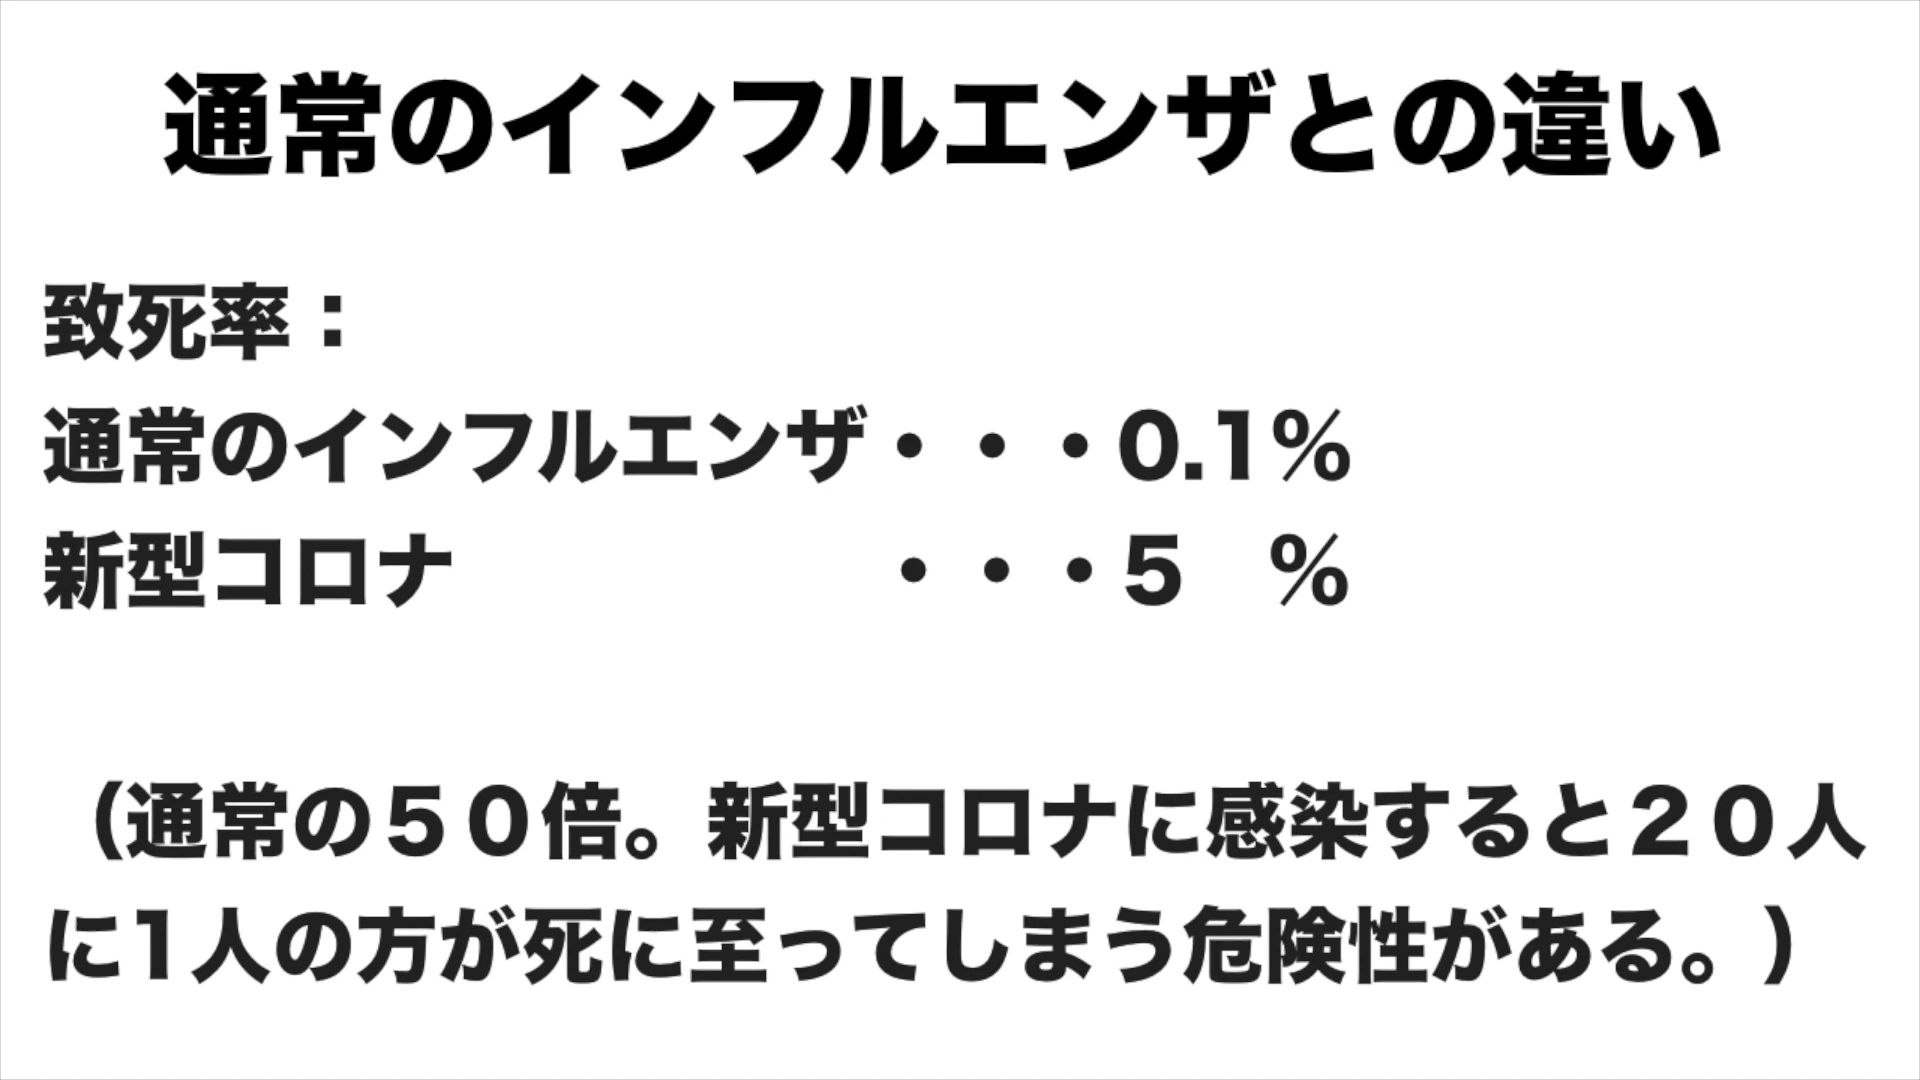 通常のインフルエンザとの違い
致死率：
通常のインフルエンザ・・・0.1%
新型コロナ　　　　　・・・5　%
（通常の５０倍。新型コロナに感染すると２０人
に1人の方が死に至ってしまう危険性がある。）